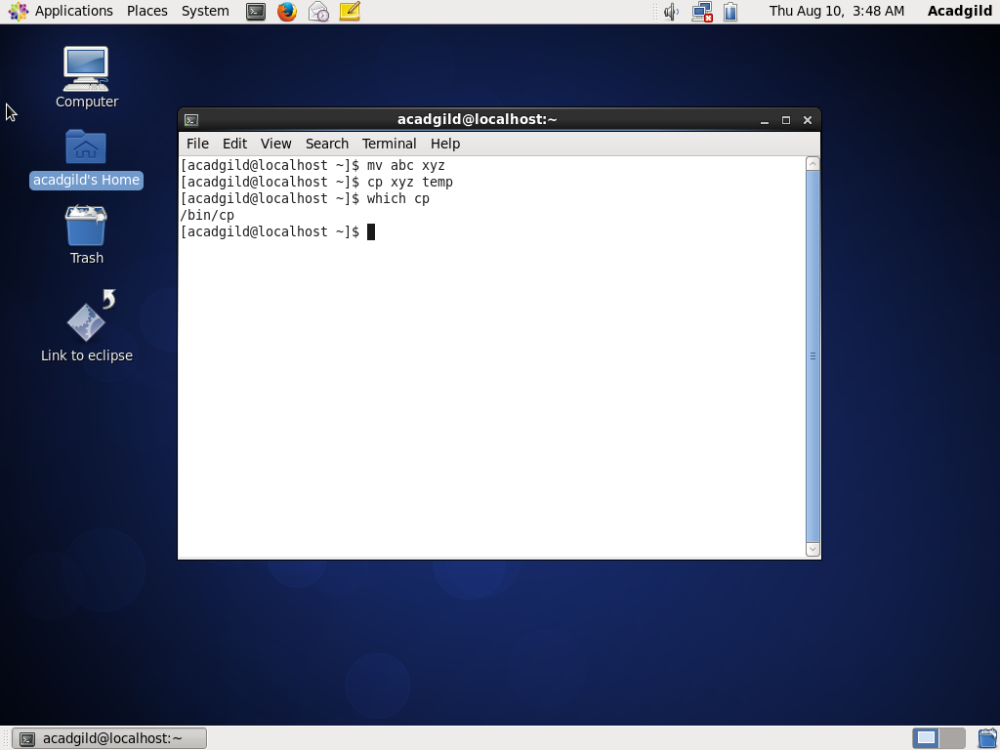 Applications Places System Thu Aug 10, 3:48 AM Acadgild
Computer
acadgild's Home
Trash
Link to eclipse
acadgild@localhost:~
File Edit View Search Terminal Help
[acadgild@localhost ~]$ mv abc xyz
[acadgild@localhost ~]$ cp xyz temp
[acadgild@localhost ~]$ which cp
/bin/cp
[acadgild@localhost ~]$
acadgild@localhost:~